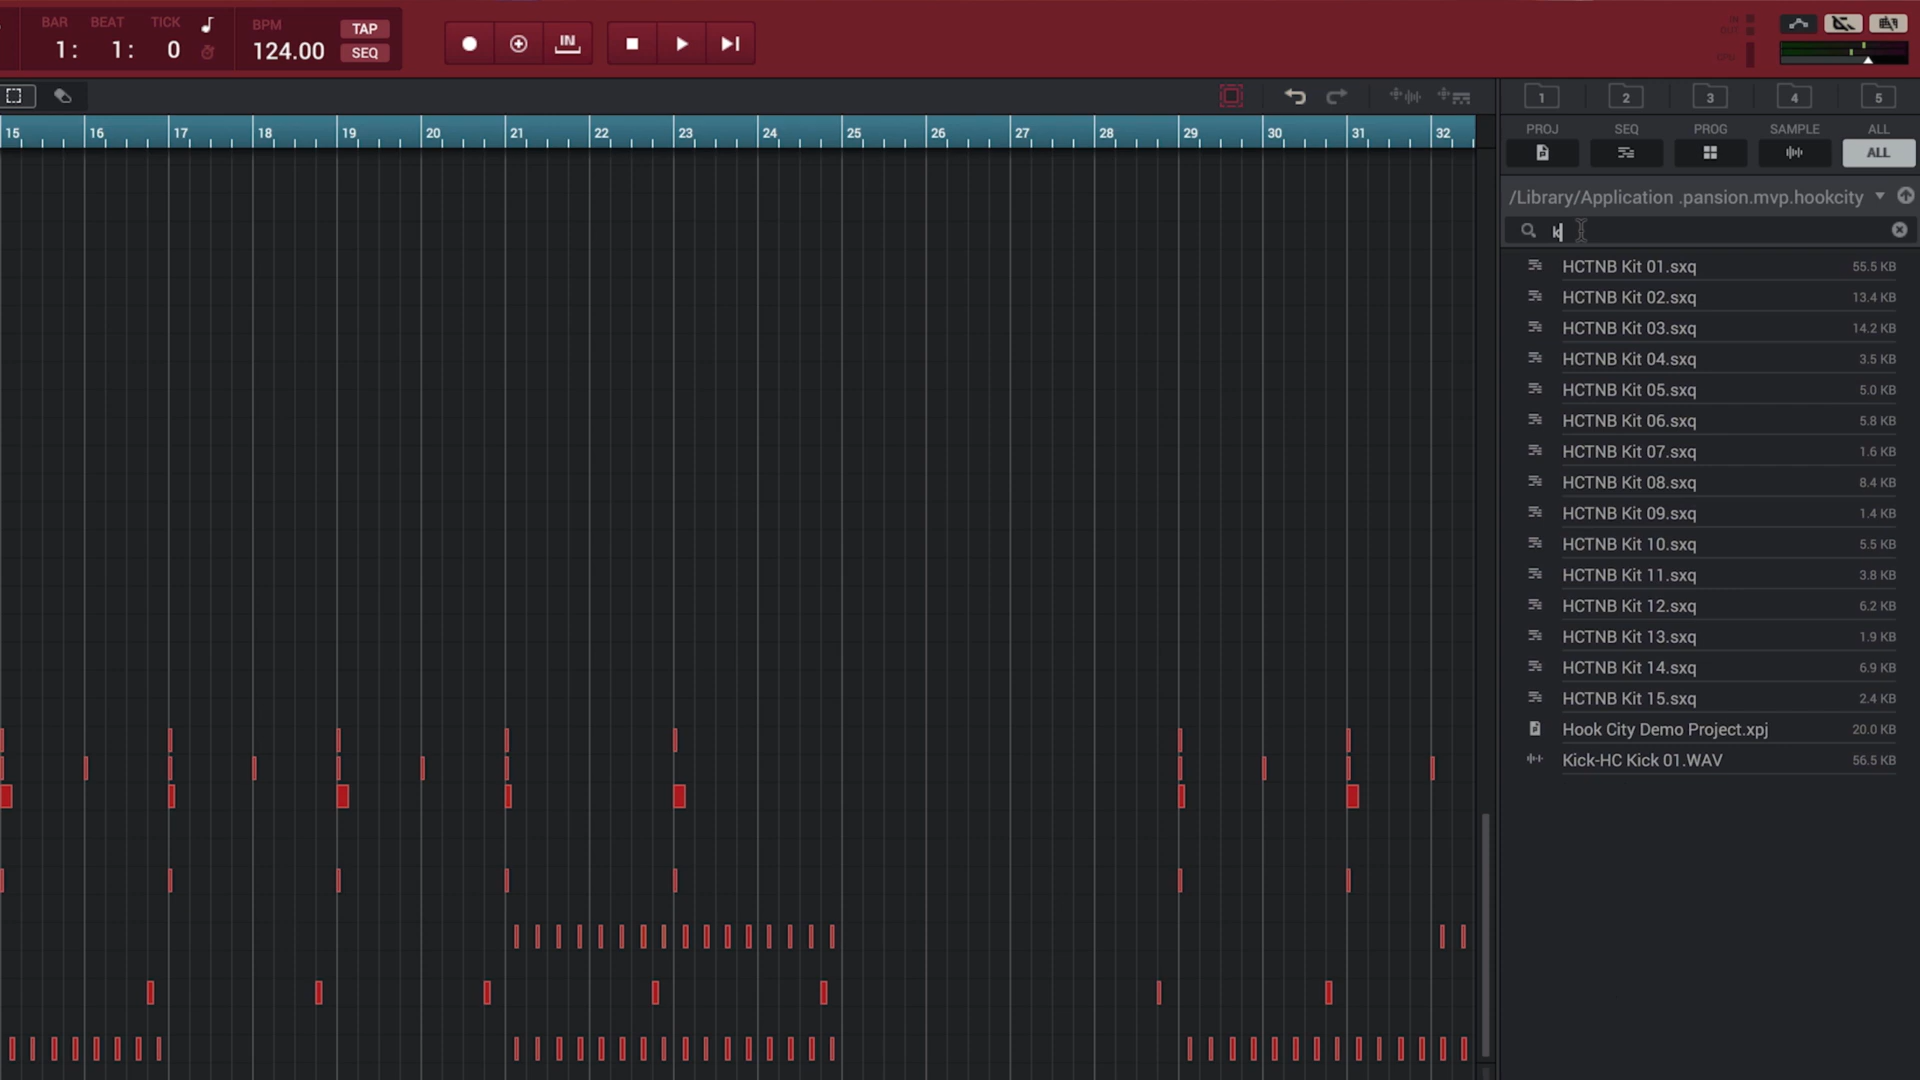 BAR BEAT TICK BPM TAP
1: 1: 0 124.00 SEQ
IN
IN
OUT
CPU
15 16 17 18 19 20 21 22 23 24 25 26 27 28 29 30 31 32
1 2 3 4 5
PROJ SEQ PROG SAMPLE ALL
ALL
/Library/Application .pansion.mvp.hookcity
k
HCTNB Kit 01.sxq 55.5 KB
HCTNB Kit 02.sxq 13.4 KB
HCTNB Kit 03.sxq 14.2 KB
HCTNB Kit 04.sxq 3.5 KB
HCTNB Kit 05.sxq 5.0 KB
HCTNB Kit 06.sxq 5.8 KB
HCTNB Kit 07.sxq 1.6 KB
HCTNB Kit 08.sxq 8.4 KB
HCTNB Kit 09.sxq 1.4 KB
HCTNB Kit 10.sxq 5.5 KB
HCTNB Kit 11.sxq 3.8 KB
HCTNB Kit 12.sxq 6.2 KB
HCTNB Kit 13.sxq 1.9 KB
HCTNB Kit 14.sxq 6.9 KB
HCTNB Kit 15.sxq 2.4 KB
Hook City Demo Project.xpj 20.0 KB
Kick-HC Kick 01.WAV 56.5 KB